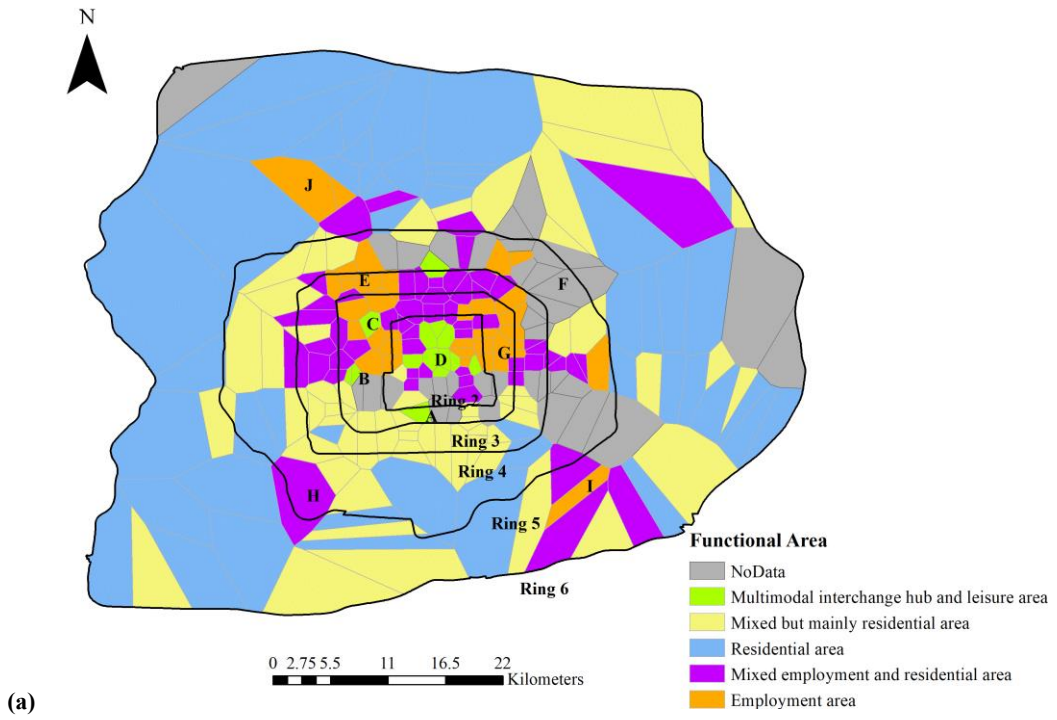 N
J
E
F
C
D
G
B
Ring 2
A
Ring 3
Ring 4
H
I
Ring 5
Ring 6
Functional Area
NoData
Multimodal interchange hub and leisure area
Mixed but mainly residential area
Residential area
Mixed employment and residential area
Employment area
0 2.75 5.5 11 16.5 22
Kilometers
(a)